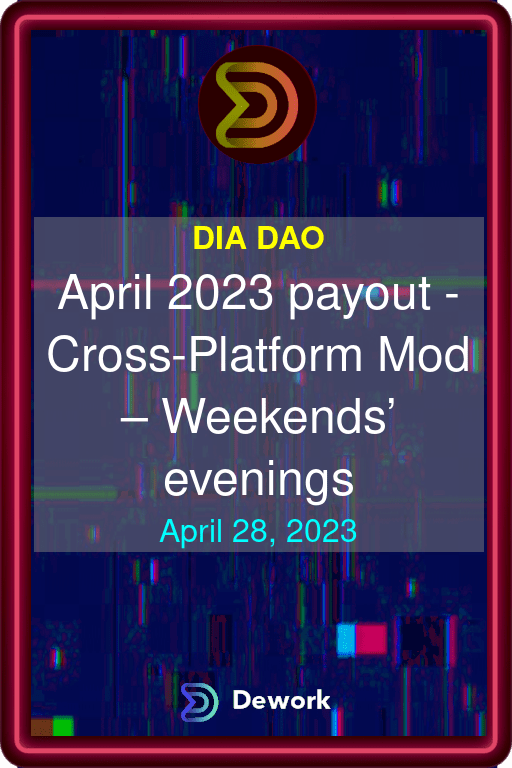 DIA DAO
April 2023 payout -
Cross-Platform Mod
– Weekends’
evenings
April 28, 2023
Dework